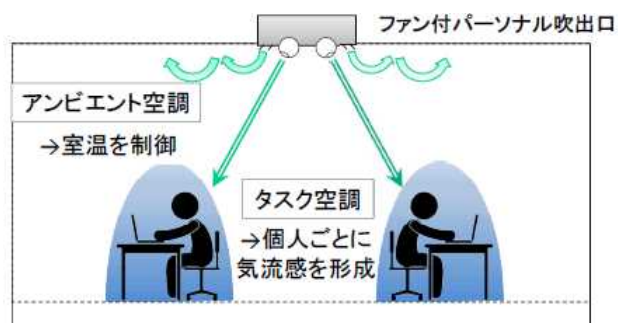 ファン付パーソナル吹出口
アンビエント空調
→室温を制御
タスク空調
→個人ごとに
気流感を形成